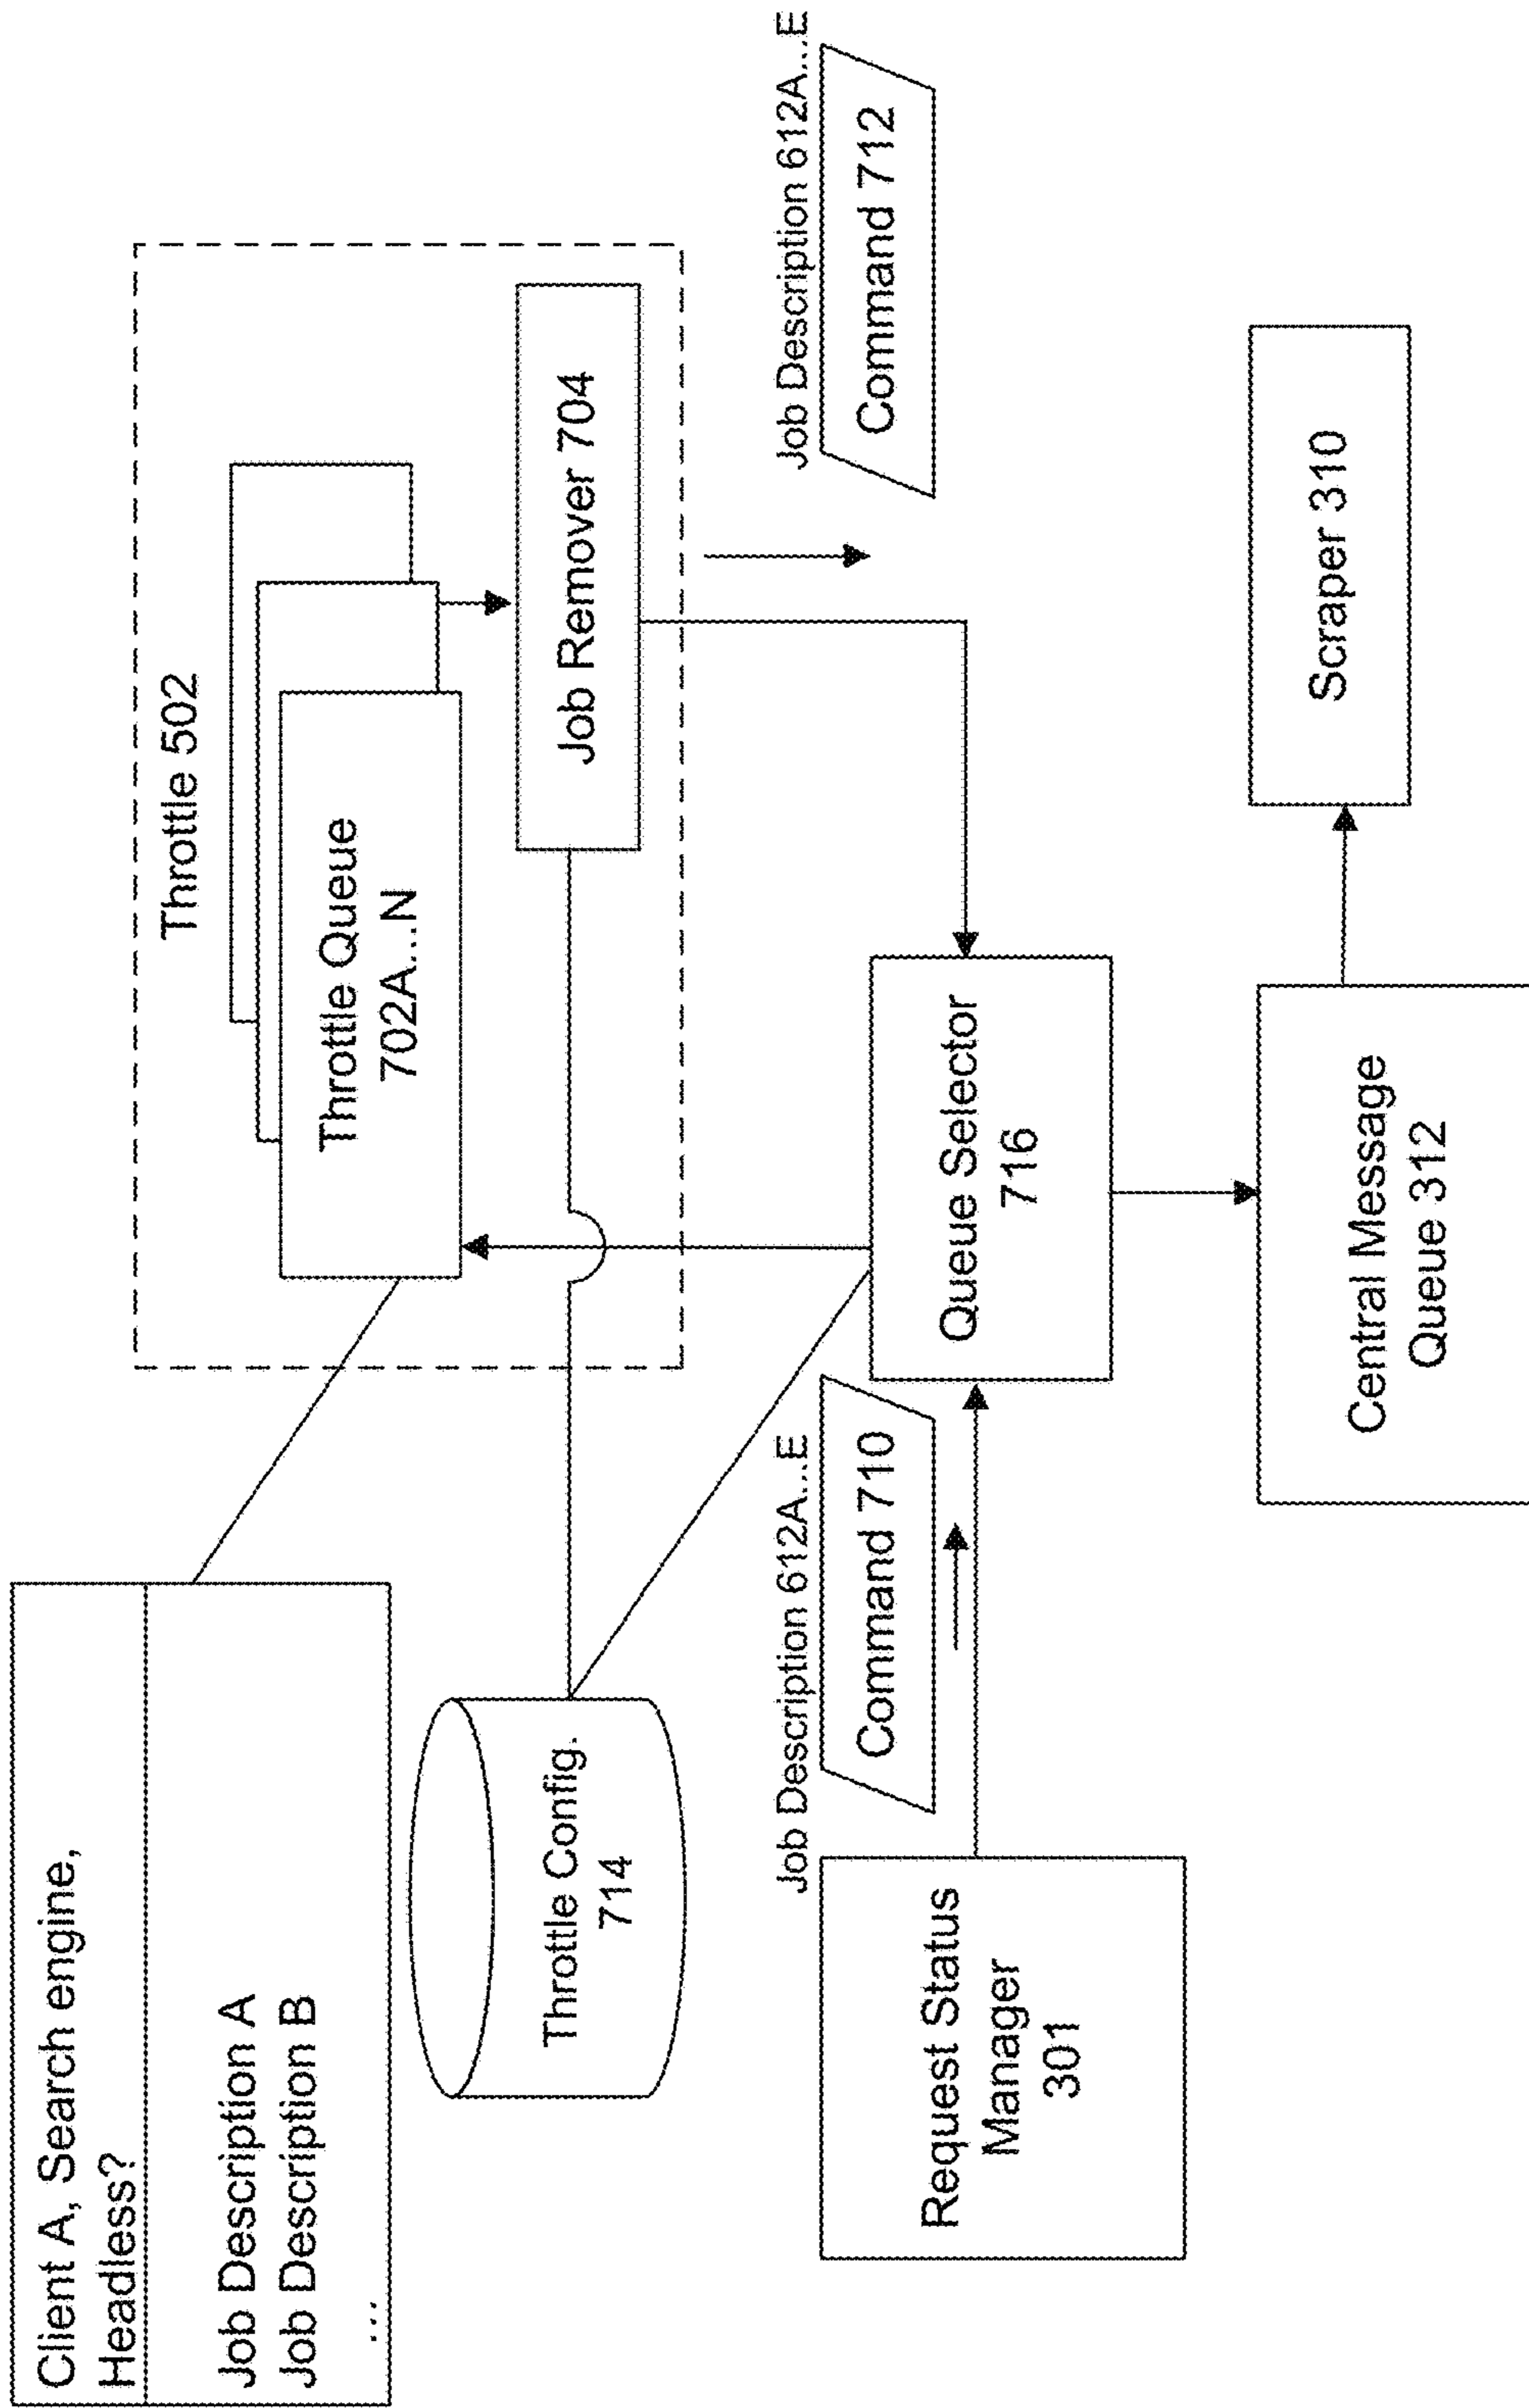 Client A, Search engine,
Headless?
Job Description A
Job Description B
...
Throttle 502
Throttle Queue
702A...N
Job Remover 704
Throttle Config.
714
Job Description 612A...E
Command 710
Job Description 612A...E
Command 712
Request Status
Manager
301
Queue Selector
716
Central Message
Queue 312
Scraper 310